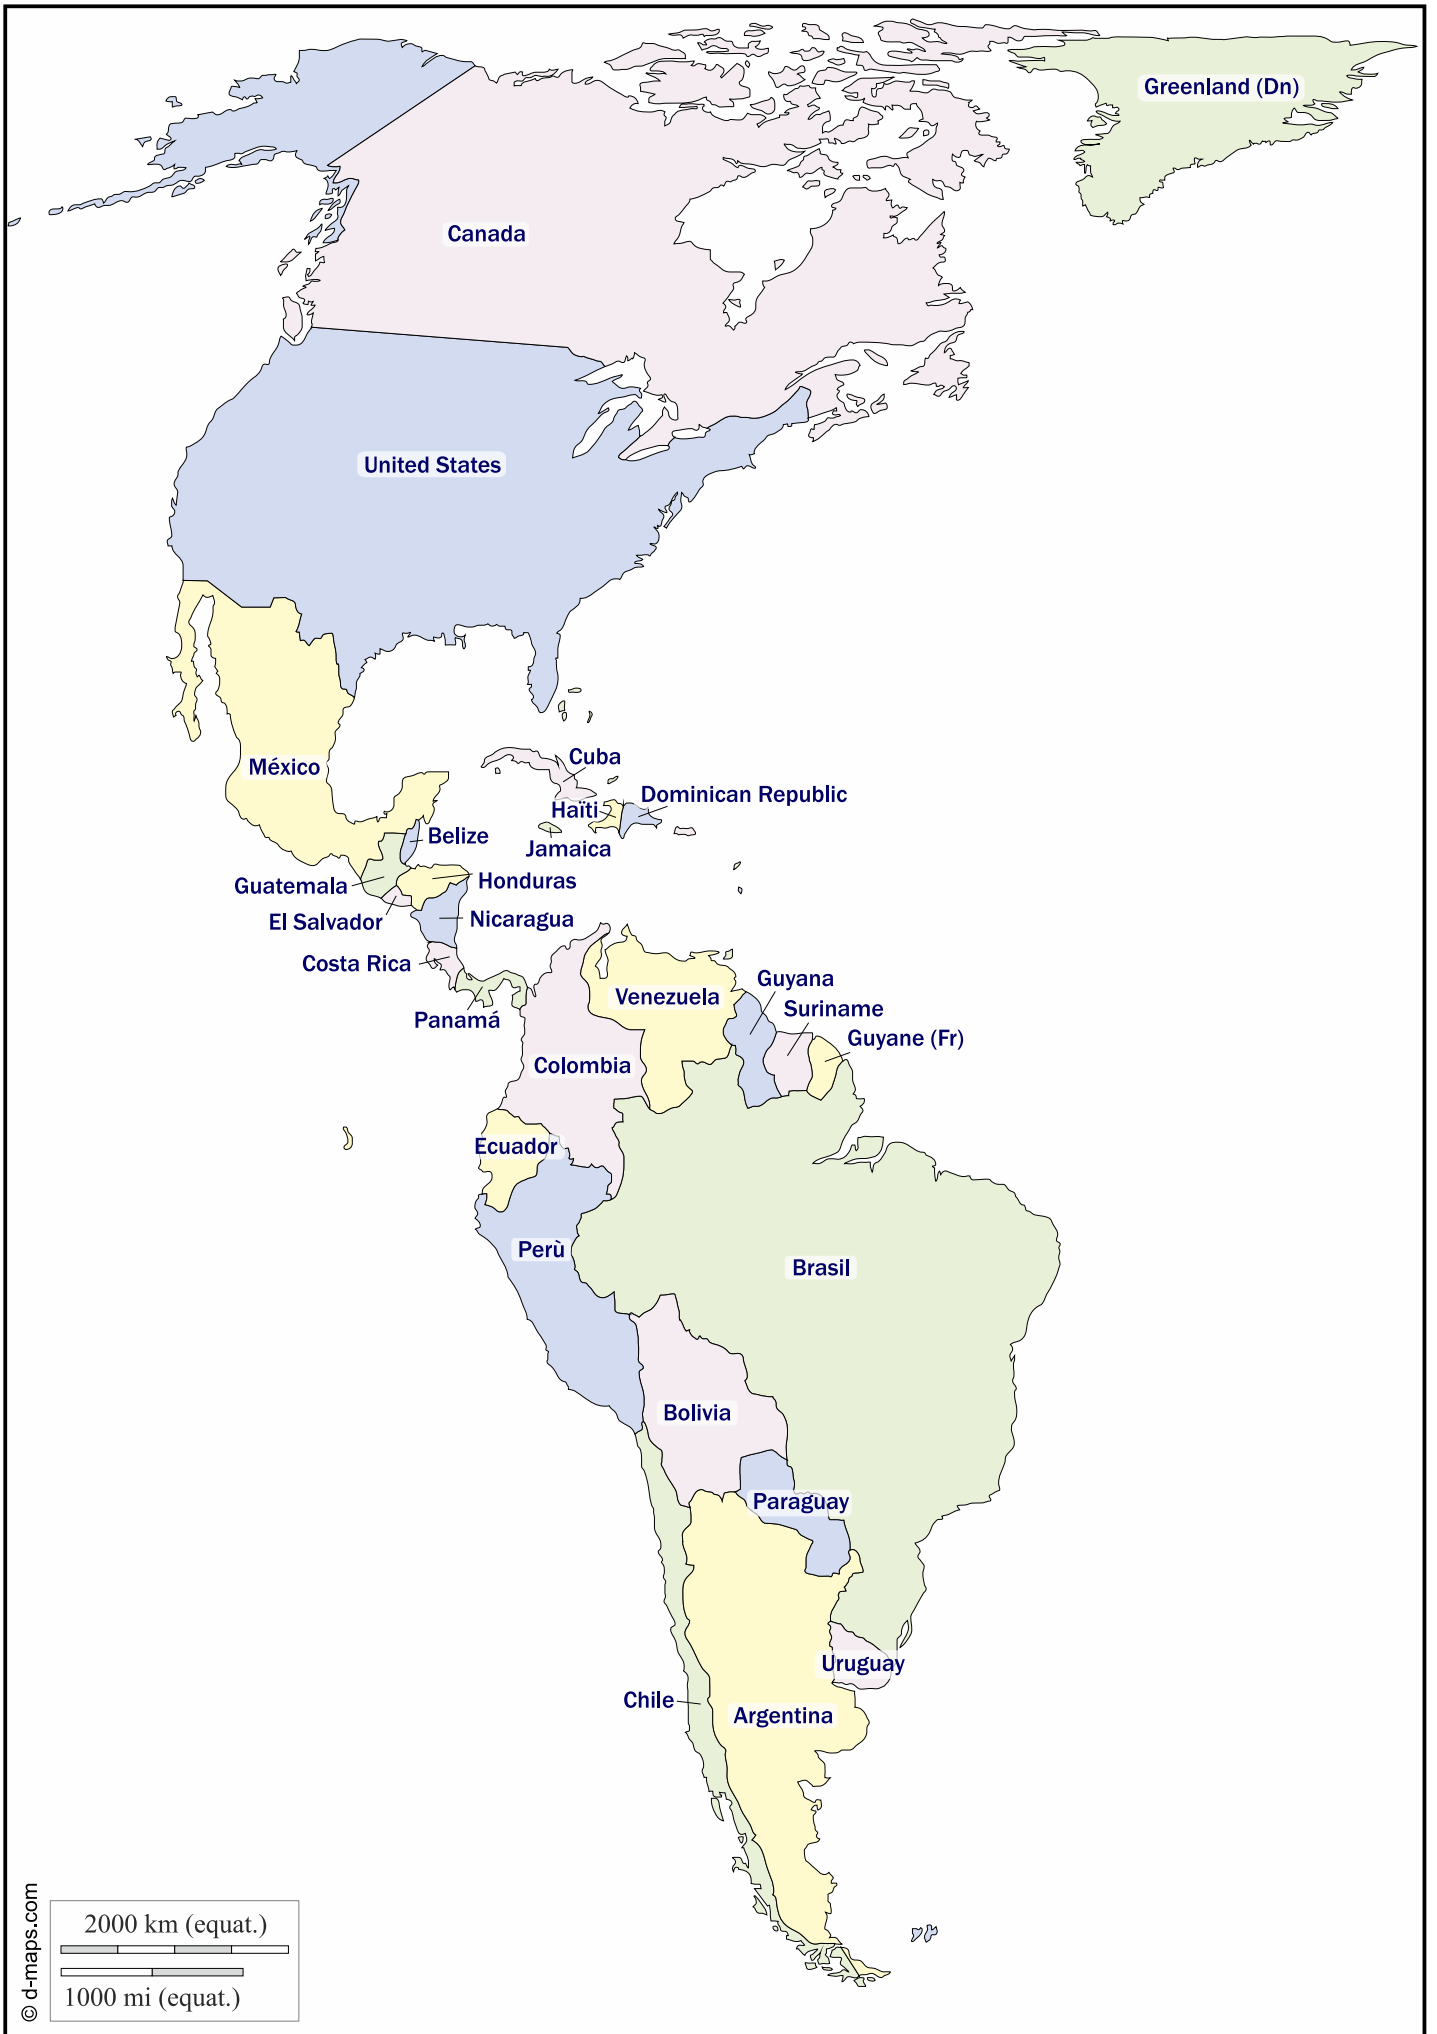 Greenland (Dn)
Canada
United States
México
Cuba
Dominican Republic
Haïti
Jamaica
Belize
Guatemala
Honduras
El Salvador
Nicaragua
Costa Rica
Panamá
Venezuela
Guyana
Suriname
Guyane (Fr)
Colombia
Ecuador
Perù
Brasil
Bolivia
Paraguay
Uruguay
Chile
Argentina
2000 km (equat.)
1000 mi (equat.)
© d-maps.com